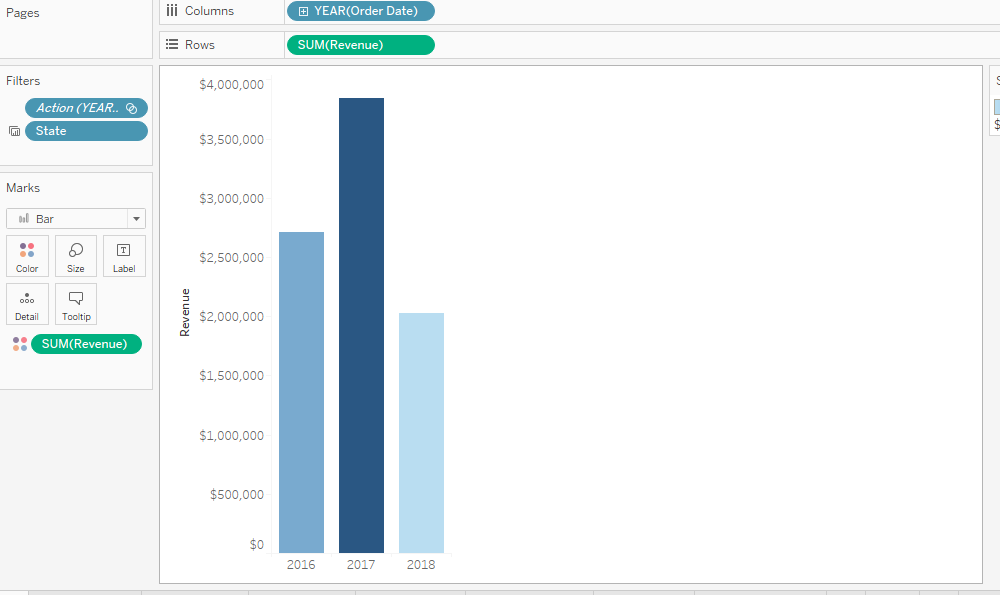 Pages
Columns
YEAR(Order Date)
Rows
SUM(Revenue)
Filters
Action (YEAR..
State
Marks
Bar
Color
Size
Label
Detail
Tooltip
SUM(Revenue)
Revenue
$4,000,000
$3,500,000
$3,000,000
$2,500,000
$2,000,000
$1,500,000
$1,000,000
$500,000
$0
2016 2017 2018
S
$